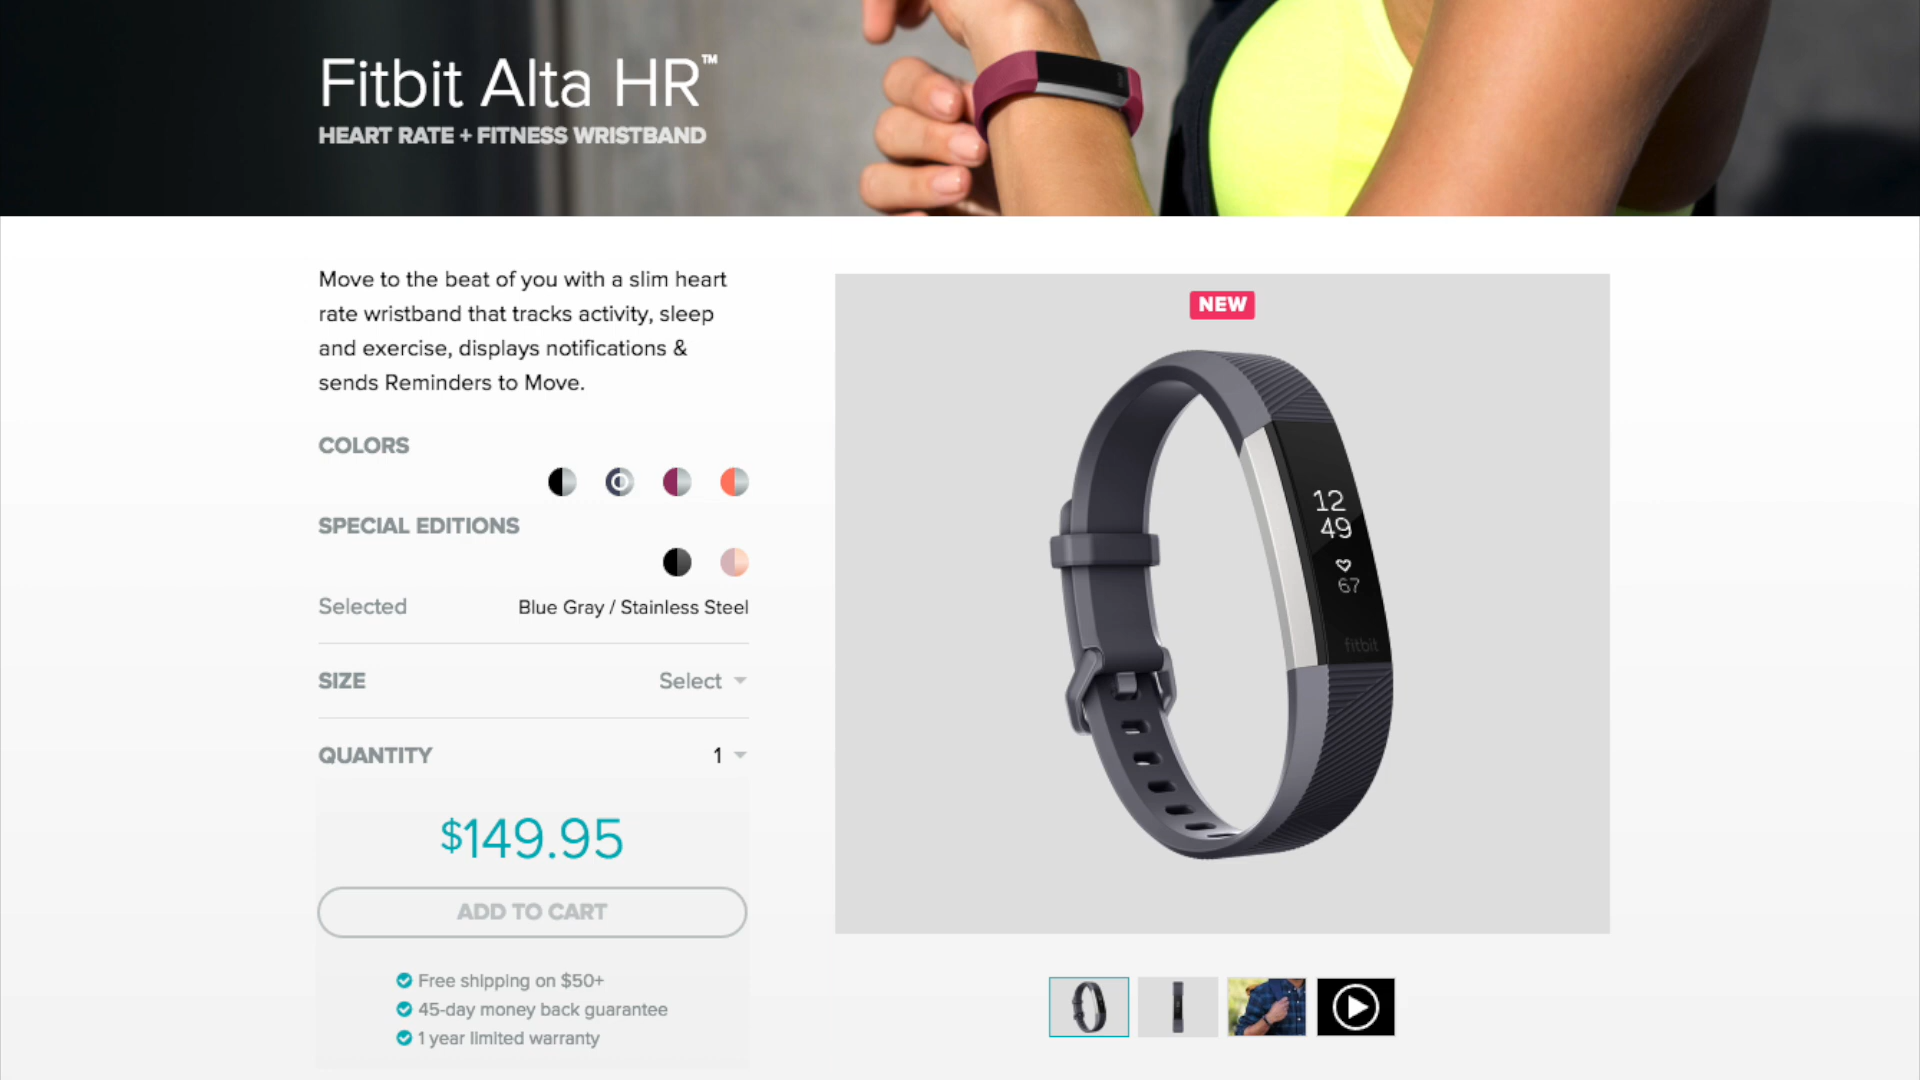 Fitbit Alta HR™
HEART RATE + FITNESS WRISTBAND
Move to the beat of you with a slim heart
rate wristband that tracks activity, sleep
and exercise, displays notifications &
sends Reminders to Move.
NEW
COLORS
SPECIAL EDITIONS
Selected Blue Gray / Stainless Steel
SIZE Select
QUANTITY 1
$149.95
ADD TO CART
Free shipping on $50+
45-day money back guarantee
1 year limited warranty
12
49
67
fitbit